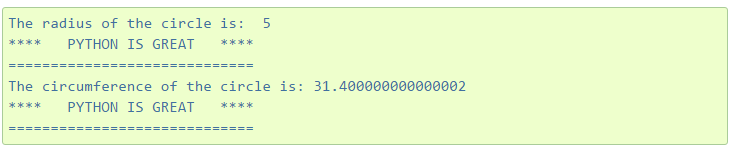 The radius of the circle is:  5
****   PYTHON IS GREAT   ****
=============================
The circumference of the circle is: 31.400000000000002
****   PYTHON IS GREAT   ****
=============================